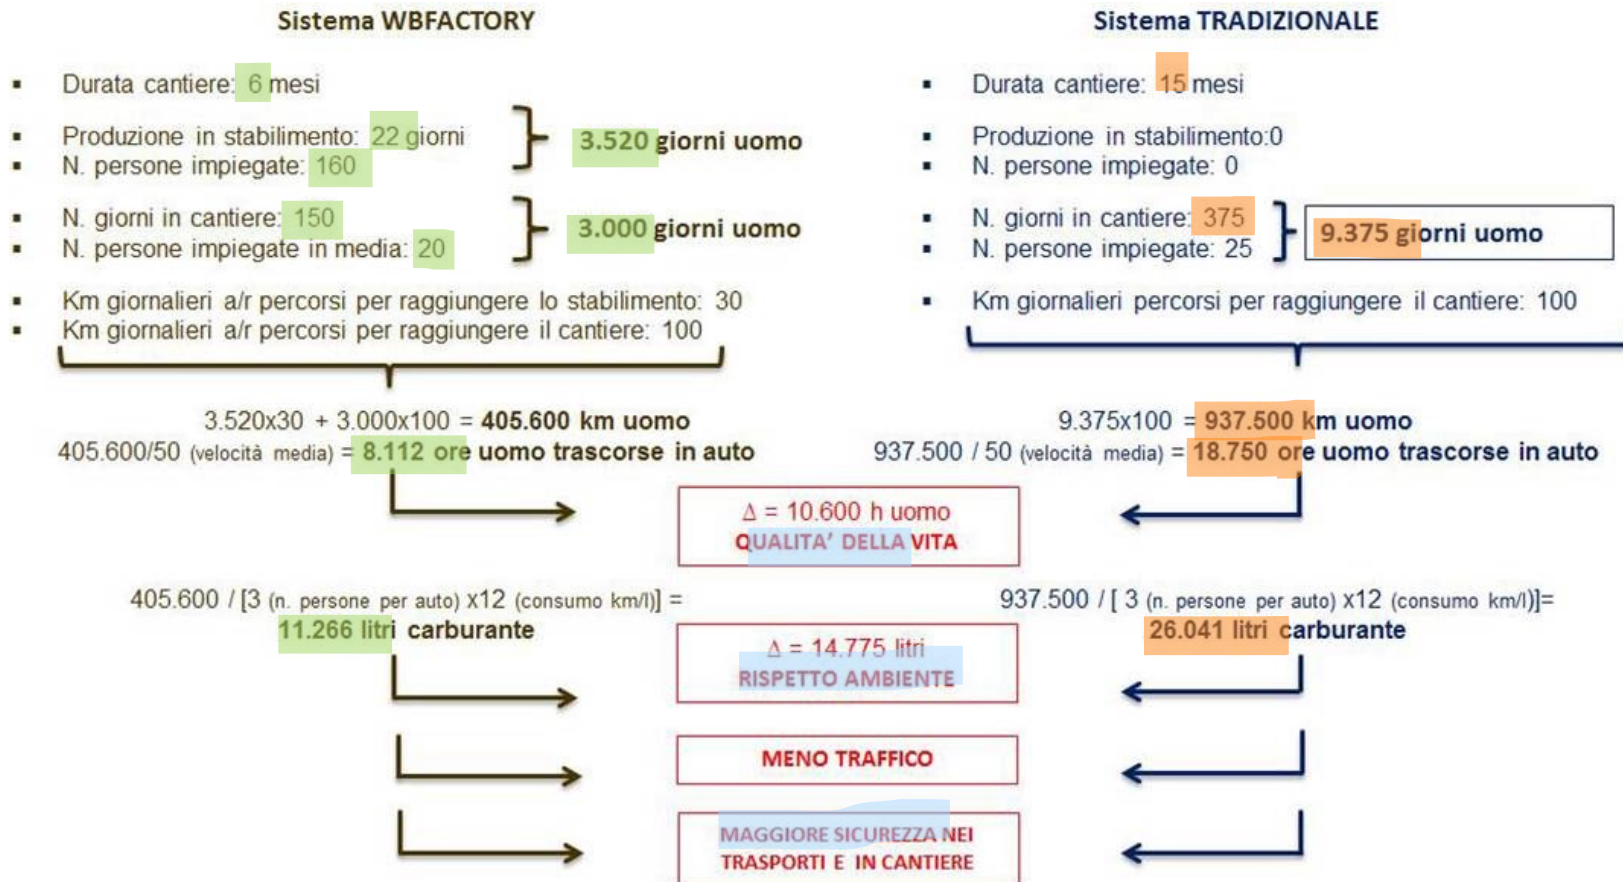 Sistema WBFACTORY
▪ Durata cantiere: 6 mesi
▪ Produzione in stabilimento: 22 giorni
▪ N. persone impiegate: 160
3.520 giorni uomo
▪ N. giorni in cantiere: 150
▪ N. persone impiegate in media: 20
3.000 giorni uomo
▪ Km giornalieri a/r percorsi per raggiungere lo stabilimento: 30
▪ Km giornalieri a/r percorsi per raggiungere il cantiere: 100
3.520x30 + 3.000x100 = 405.600 km uomo
405.600/50 (velocità media) = 8.112 ore uomo trascorse in auto
Sistema TRADIZIONALE
▪ Durata cantiere: 15 mesi
▪ Produzione in stabilimento:0
▪ N. persone impiegate: 0
▪ N. giorni in cantiere: 375
▪ N. persone impiegate: 25
9.375 giorni uomo
▪ Km giornalieri percorsi per raggiungere il cantiere: 100
9.375x100 = 937.500 km uomo
937.500 / 50 (velocità media) = 18.750 ore uomo trascorse in auto
Δ = 10.600 h uomo
QUALITA' DELLA VITA
405.600 / [3 (n. persone per auto) x12 (consumo km/l)] =
11.266 litri carburante
937.500 / [ 3 (n. persone per auto) x12 (consumo km/l)]=
26.041 litri carburante
Δ = 14.775 litri
RISPETTO AMBIENTE
MENO TRAFFICO
MAGGIORE SICUREZZA NEI
TRASPORTI E IN CANTIERE